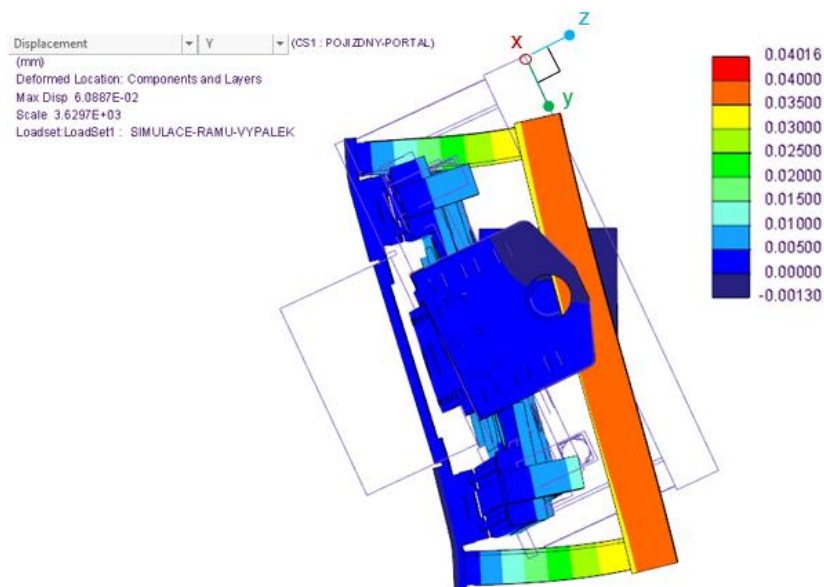 Displacement Y (CS1 : POJIZDNY-PORTAL)
(mm)
Deformed Location: Components and Layers
Max Disp 6.0887E-02
Scale 3.6297E+03
Loadset:LoadSet1 : SIMULACE-RAMU-VYPALEK
x
z
y
0.04016
0.04000
0.03500
0.03000
0.02500
0.02000
0.01500
0.01000
0.00500
0.00000
-0.00130